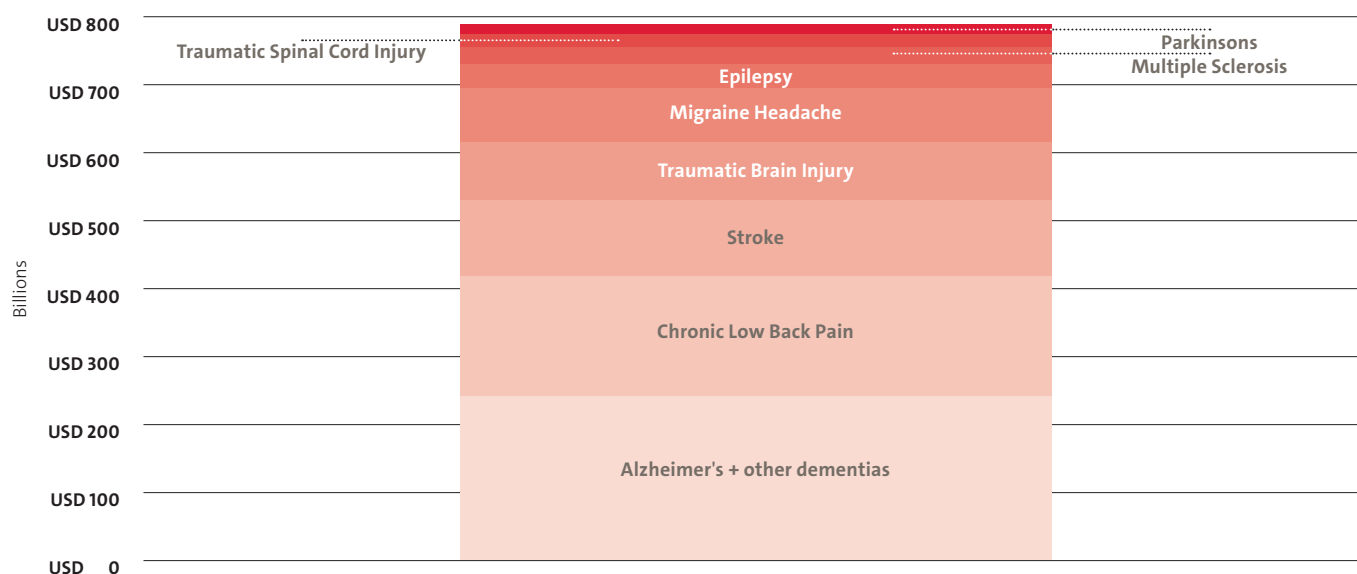 USD 800
Traumatic Spinal Cord Injury
Parkinsons
Multiple Sclerosis
Epilepsy
USD 700
Migraine Headache
USD 600
Traumatic Brain Injury
USD 500
Stroke
Billions
USD 400
Chronic Low Back Pain
USD 300
USD 200
Alzheimer's + other dementias
USD 100
USD 0